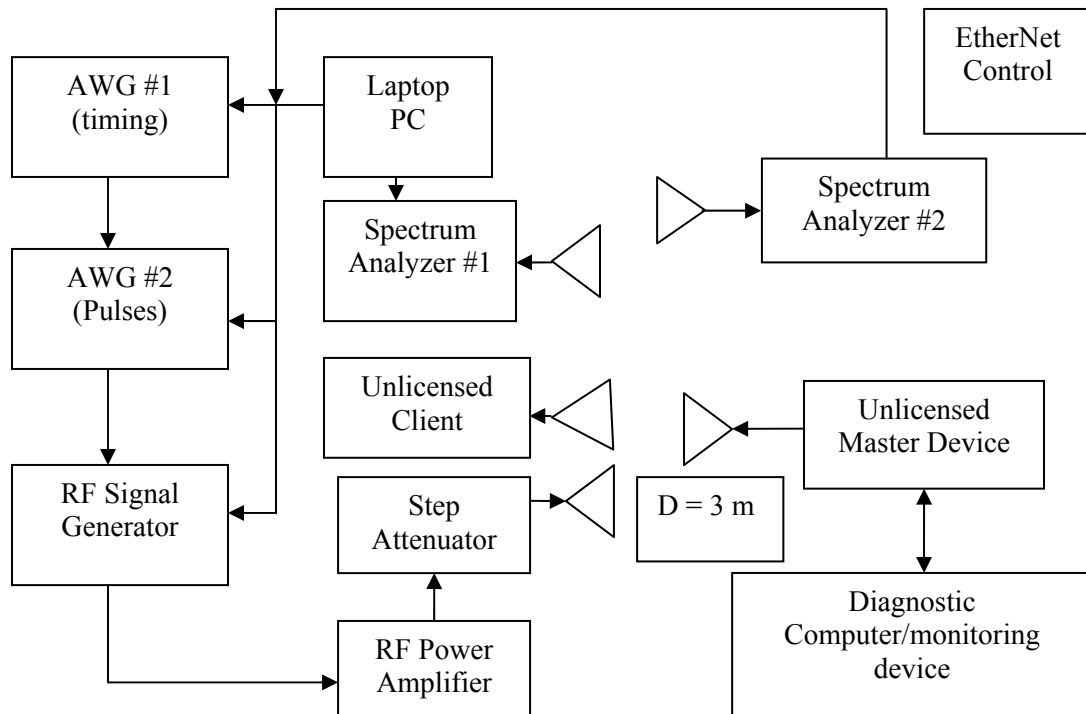 EtherNet
Control
AWG #1
(timing)
Laptop
PC
Spectrum
Analyzer #2
Spectrum
Analyzer #1
AWG #2
(Pulses)
Unlicensed
Client
Unlicensed
Master Device
RF Signal
Generator
Step
Attenuator
D = 3 m
Diagnostic
Computer/monitoring
device
RF Power
Amplifier